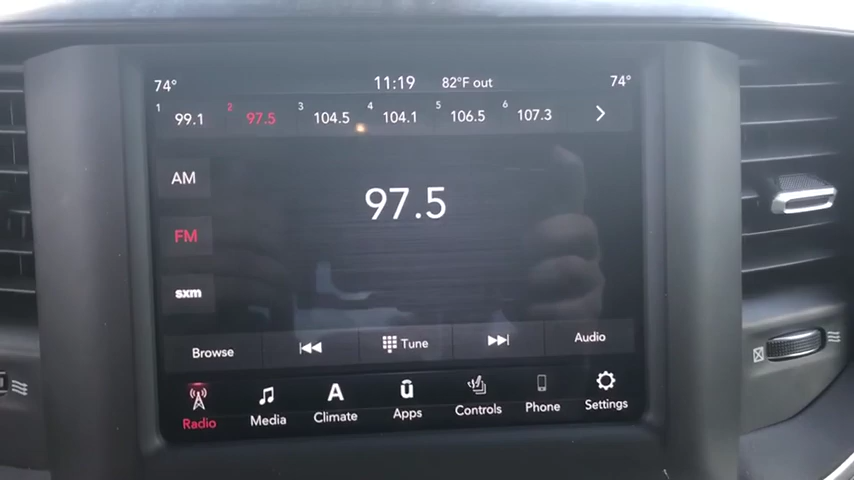 74° 11:19 82°F out 74°
1 99.1 2 97.5 3 104.5 4 104.1 5 106.5 6 107.3
AM
97.5
FM
sxm
Browse Tune Audio
Radio Media A Climate ū Apps Controls Phone Settings